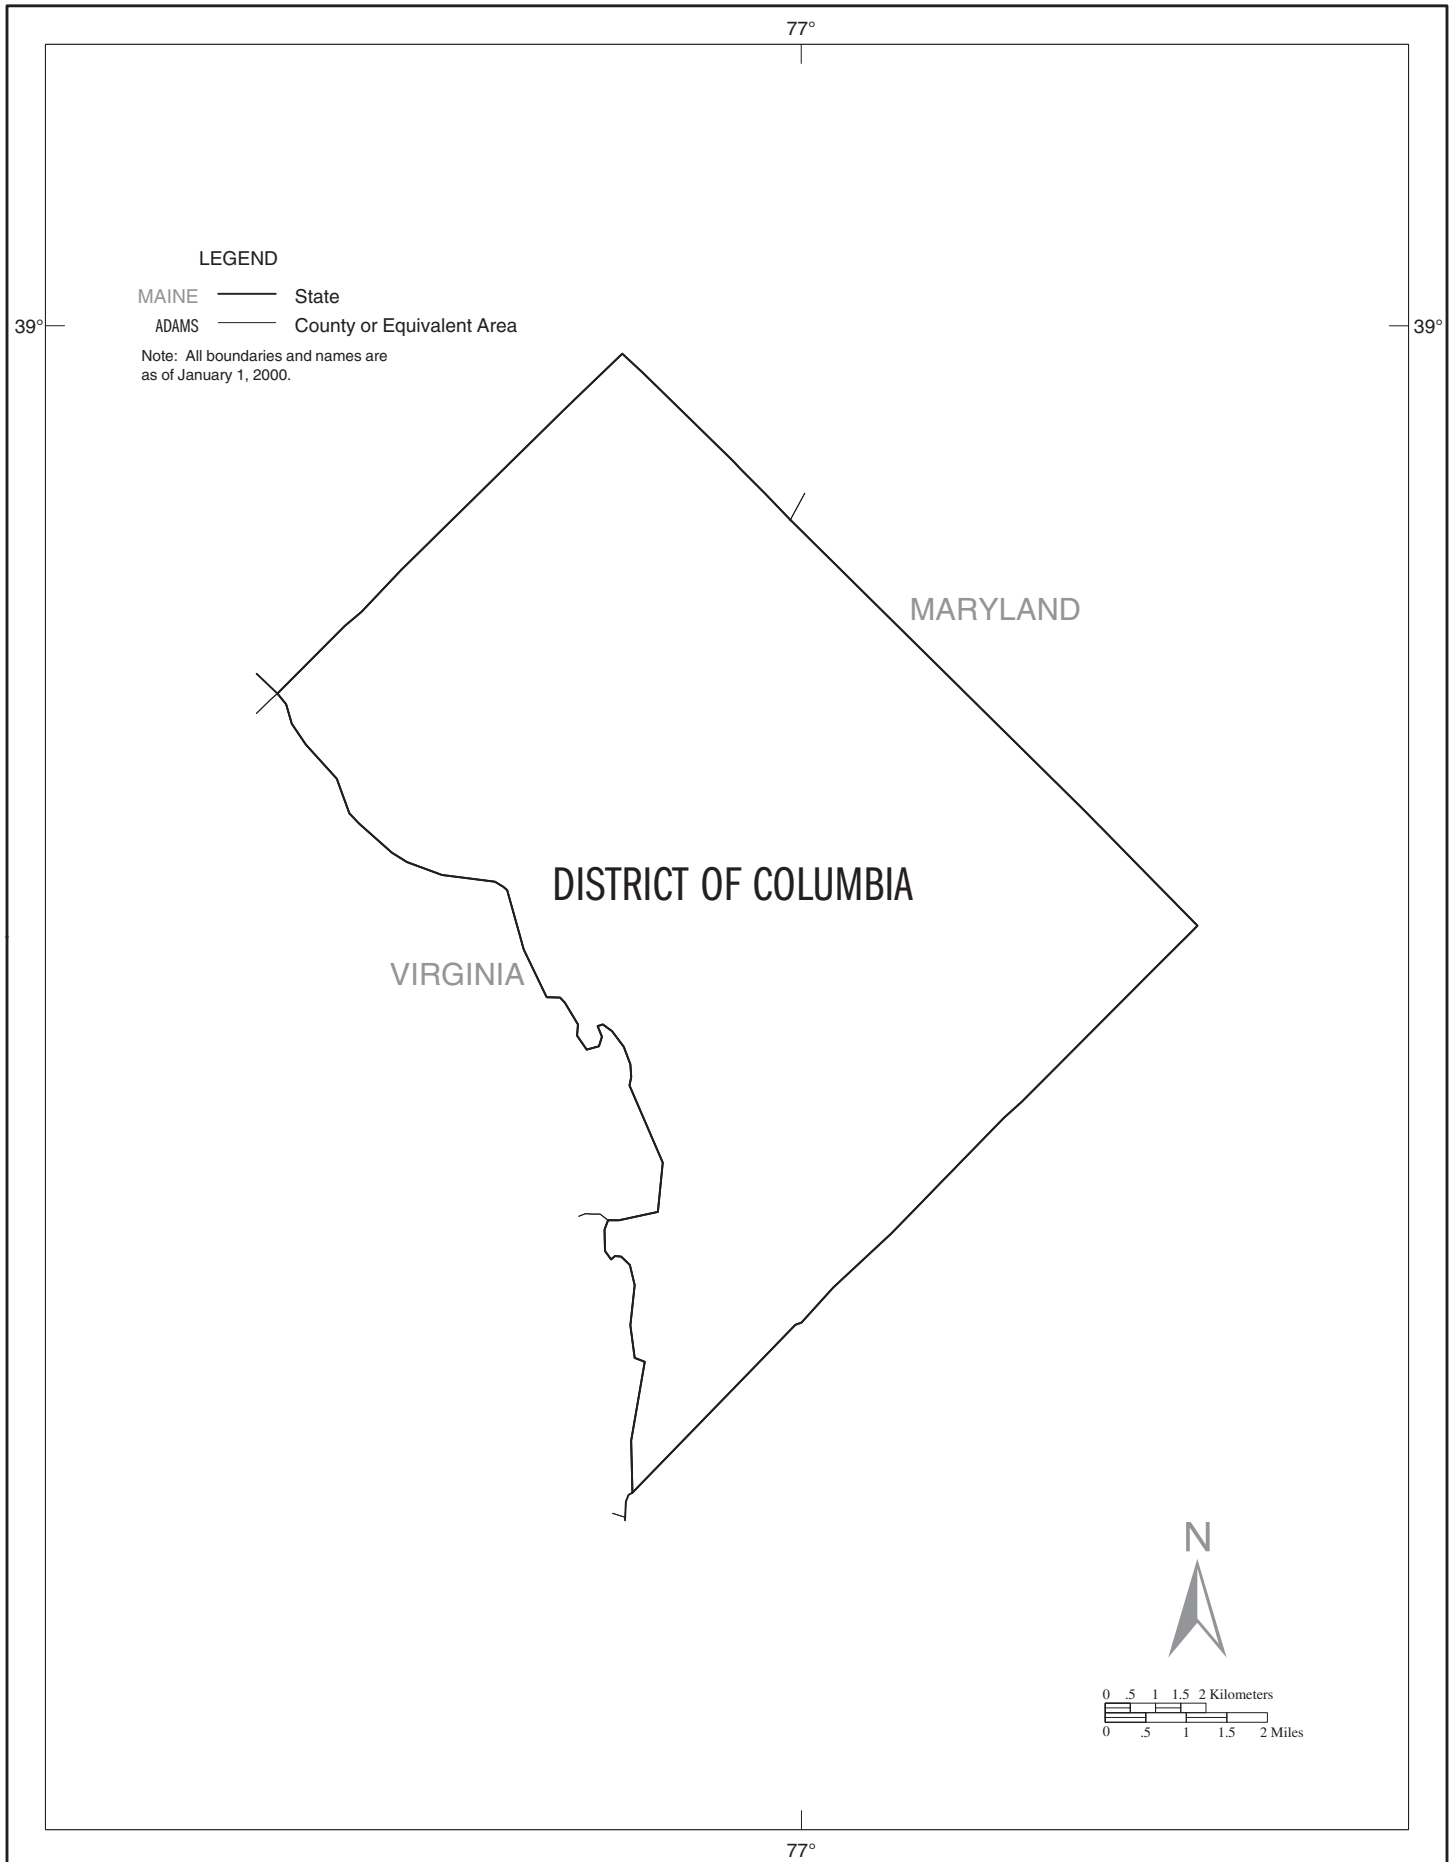 77°
LEGEND
MAINE State
39° ADAMS County or Equivalent Area 39°
Note: All boundaries and names are
as of January 1, 2000.
MARYLAND
DISTRICT OF COLUMBIA
VIRGINIA
N
0 .5 1 1.5 2 Kilometers
0 .5 1 1.5 2 Miles
77°